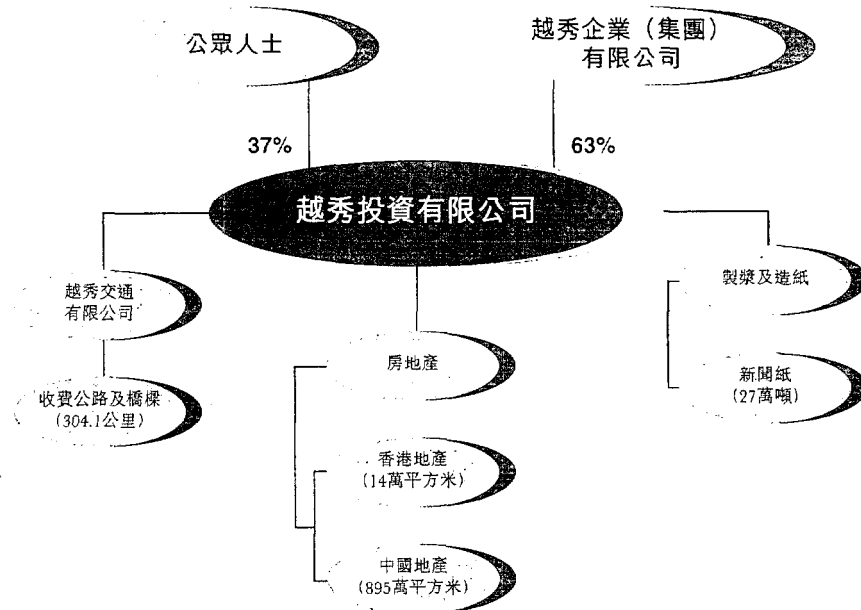 公眾人士
越秀企業（集團）
有限公司
37%
63%
越秀投資有限公司
越秀交通
有限公司
製漿及造紙
收費公路及橋樑
(304.1公里)
房地產
新聞紙
(27萬噸)
香港地產
(14萬平方米)
中國地產
(895萬平方米)